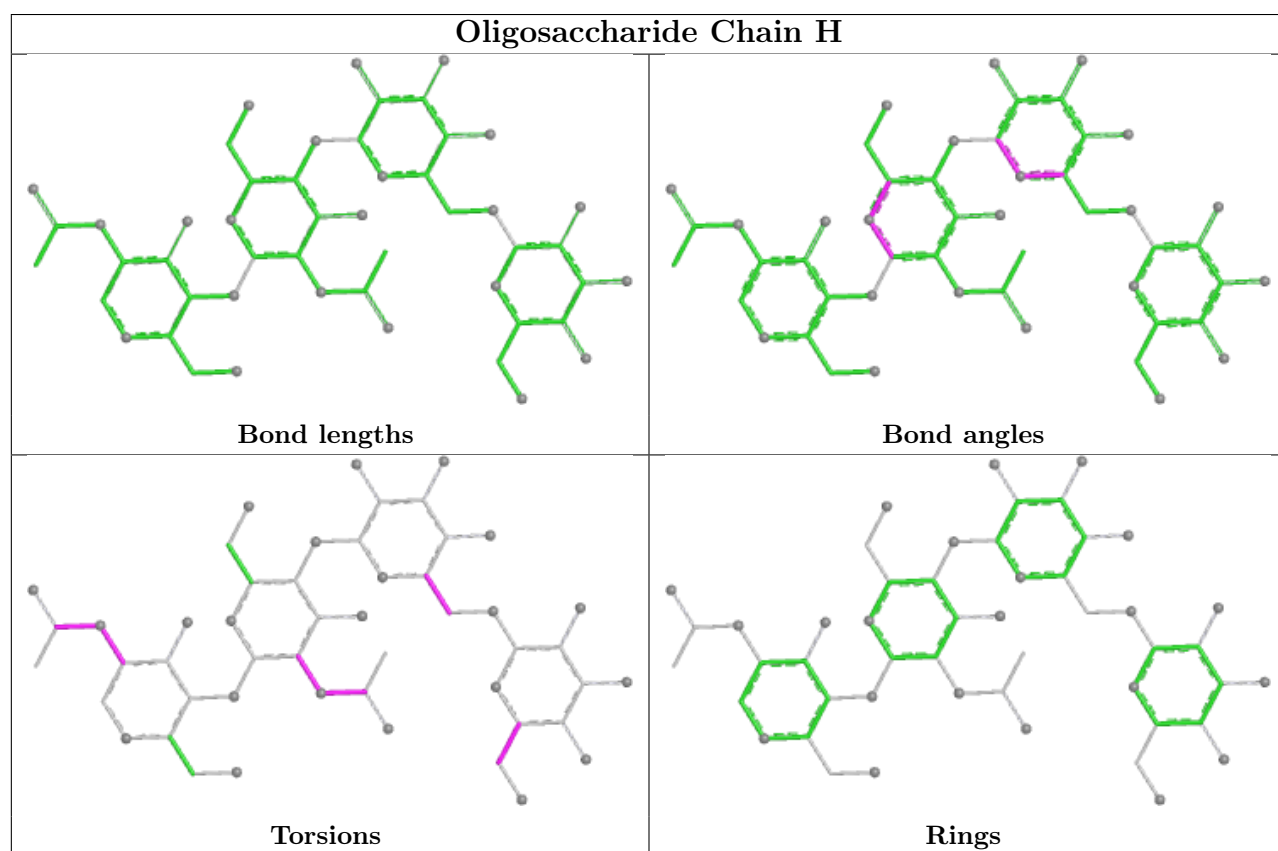 Oligosaccharide Chain H
Bond lengths
Bond angles
Torsions
Rings